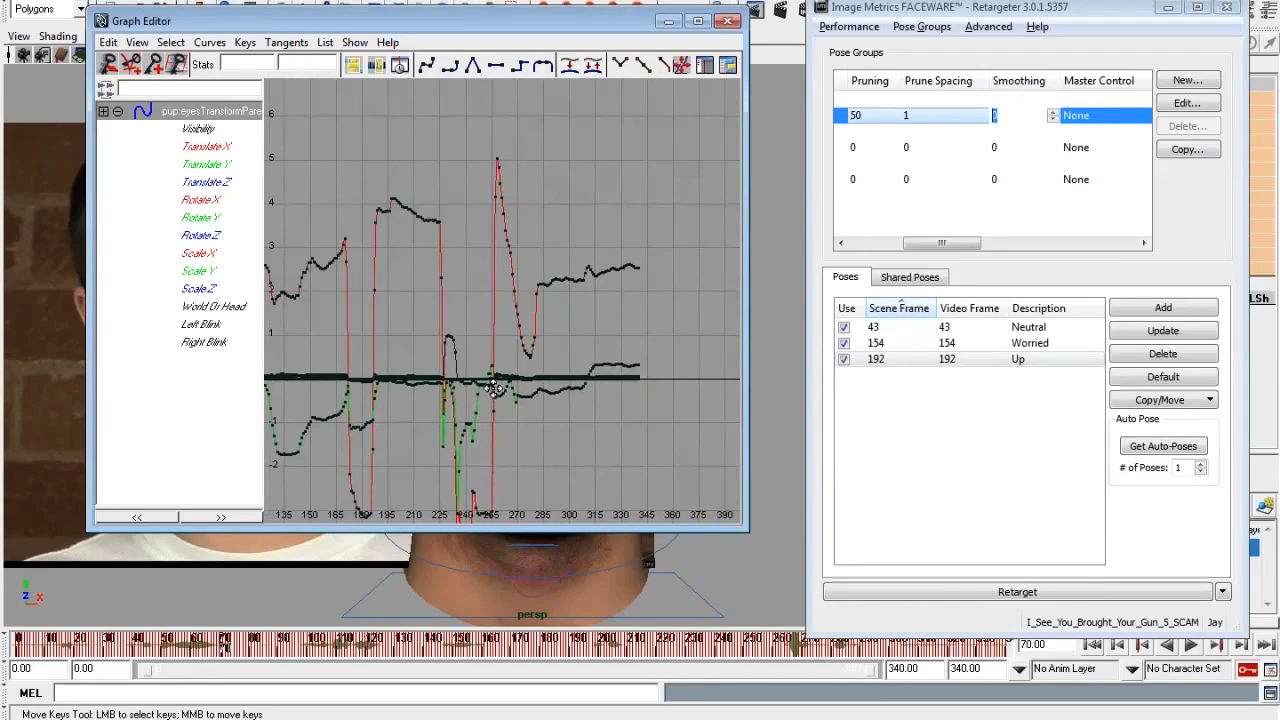 Polygons
View Shading
Graph Editor
Edit View Select Curves Keys Tangents List Show Help
Stats
pup:eyesTransformPare
Visibility
Translate X
Translate Y
Translate Z
Rotate X
Rotate Y
Rotate Z
Scale X
Scale Y
Scale Z
World Or Head
Left Blink
Right Blink
<< >>
6
5
4
3
2
1
-1
-2
135 150 165 180 195 210 225 240 255 270 285 300 315 330 345 360 375 390
persp
Image Metrics FACEWARE™ - Retargeter 3.0.1.5357
Performance Pose Groups Advanced Help
Pose Groups
Pruning Prune Spacing Smoothing Master Control
50 1 0 None
0 0 0 None
0 0 0 None
New...
Edit...
Delete...
Copy...
Poses Shared Poses
Use Scene Frame Video Frame Description
43 43 Neutral
154 154 Worried
192 192 Up
Add
Update
Delete
Default
Copy/Move
Auto Pose
Get Auto-Poses
# of Poses: 1
Retarget
I_See_You_Brought_Your_Gun_5_SCAM Jay
LSh
70.00
0.00 0.00 340.00 340.00 No Anim Layer No Character Set
MEL
Move Keys Tool: LMB to select keys; MMB to move keys